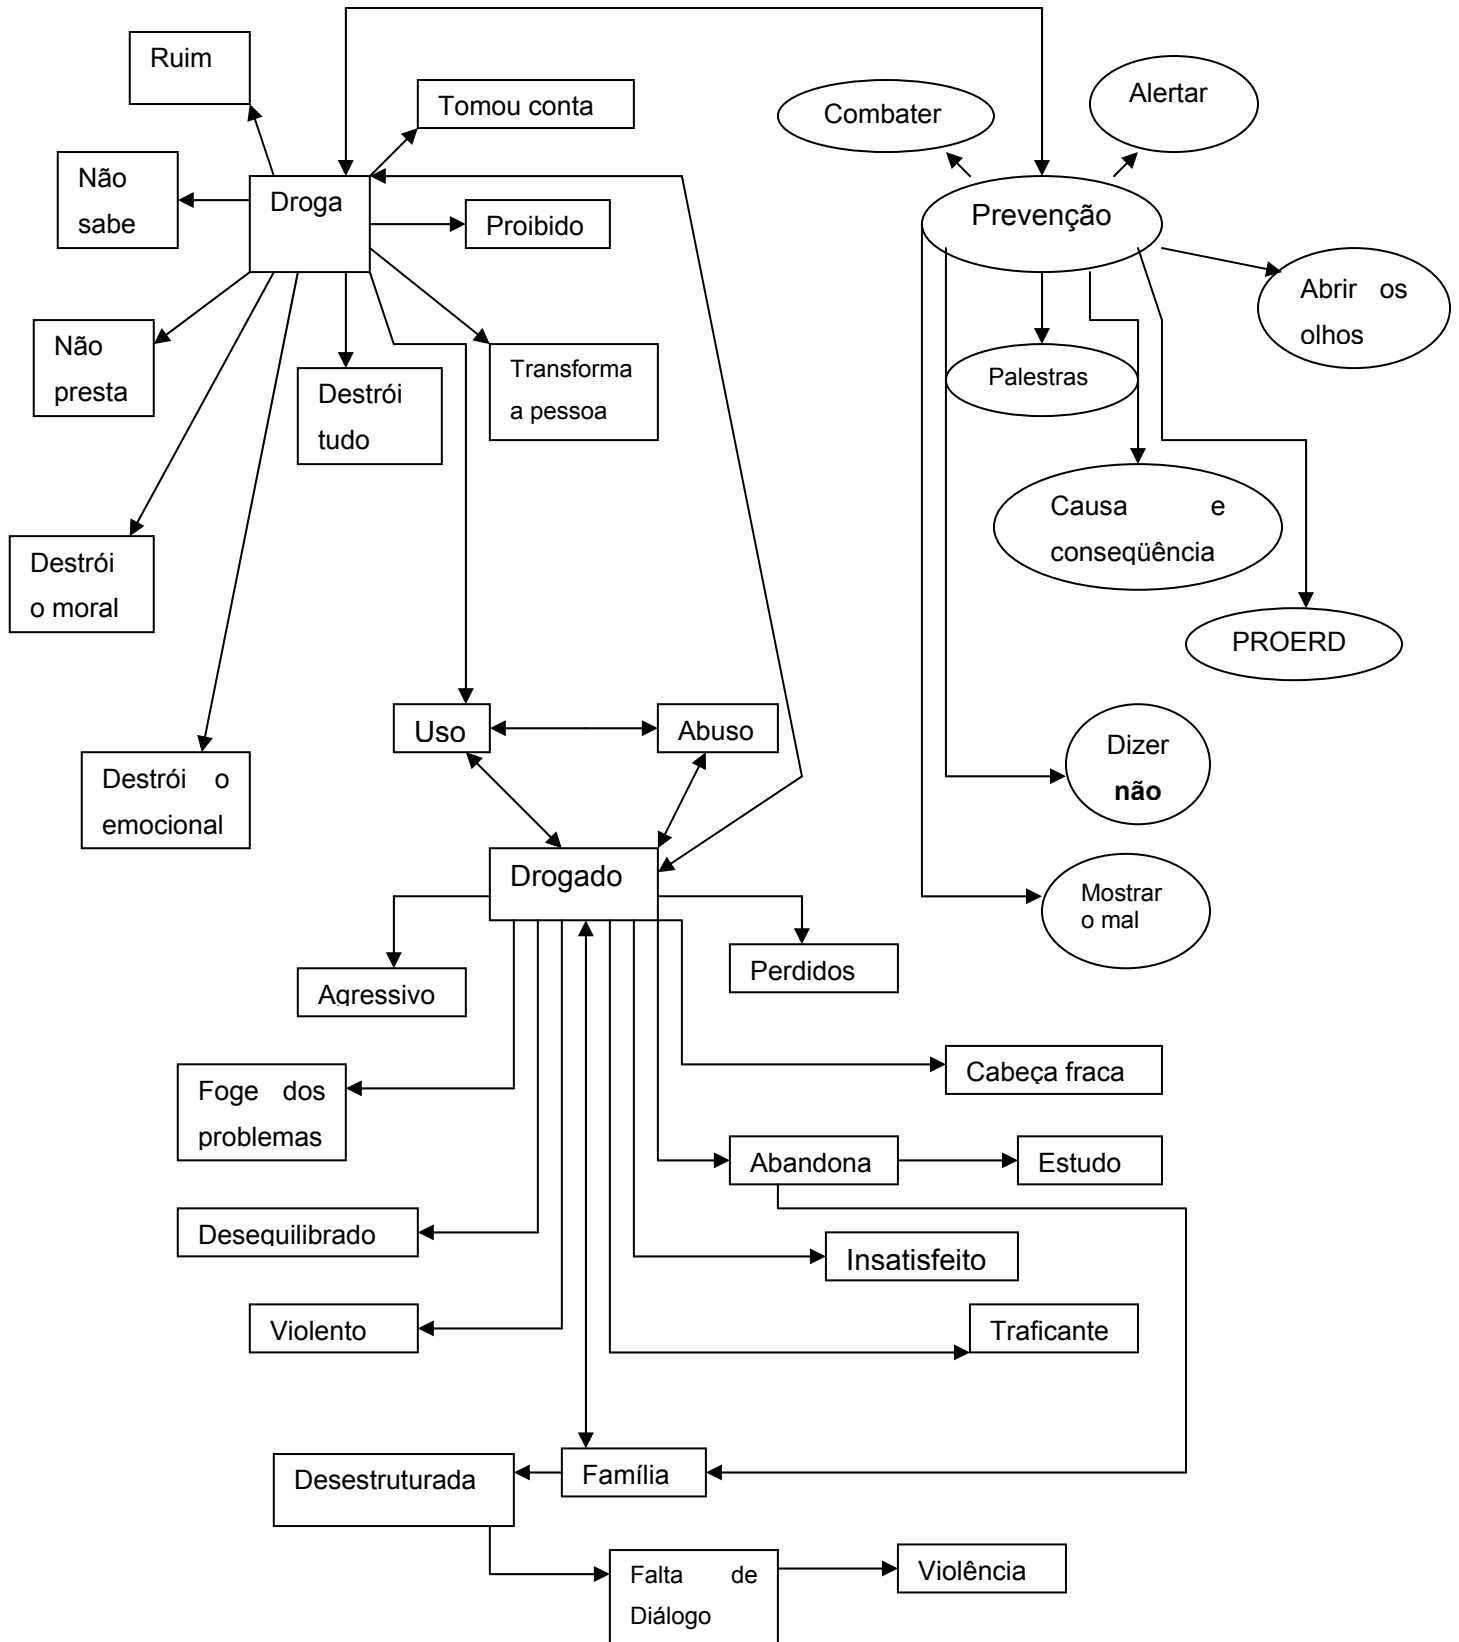 Ruim
Tomou conta
Combater
Alertar
Não
sabe
Droga
Proibido
Prevenção
Abrir os
olhos
Não
presta
Destrói
tudo
Transforma
a pessoa
Palestras
Causa e
conseqüência
Destrói
o moral
PROERD
Uso
Abuso
Dizer
não
Destrói o
emocional
Drogado
Mostrar
o mal
Agressivo
Perdidos
Foge dos
problemas
Cabeça fraca
Abandona
Estudo
Desequilibrado
Insatisfeito
Violento
Traficante
Desestruturada
Família
Falta de
Diálogo
Violência